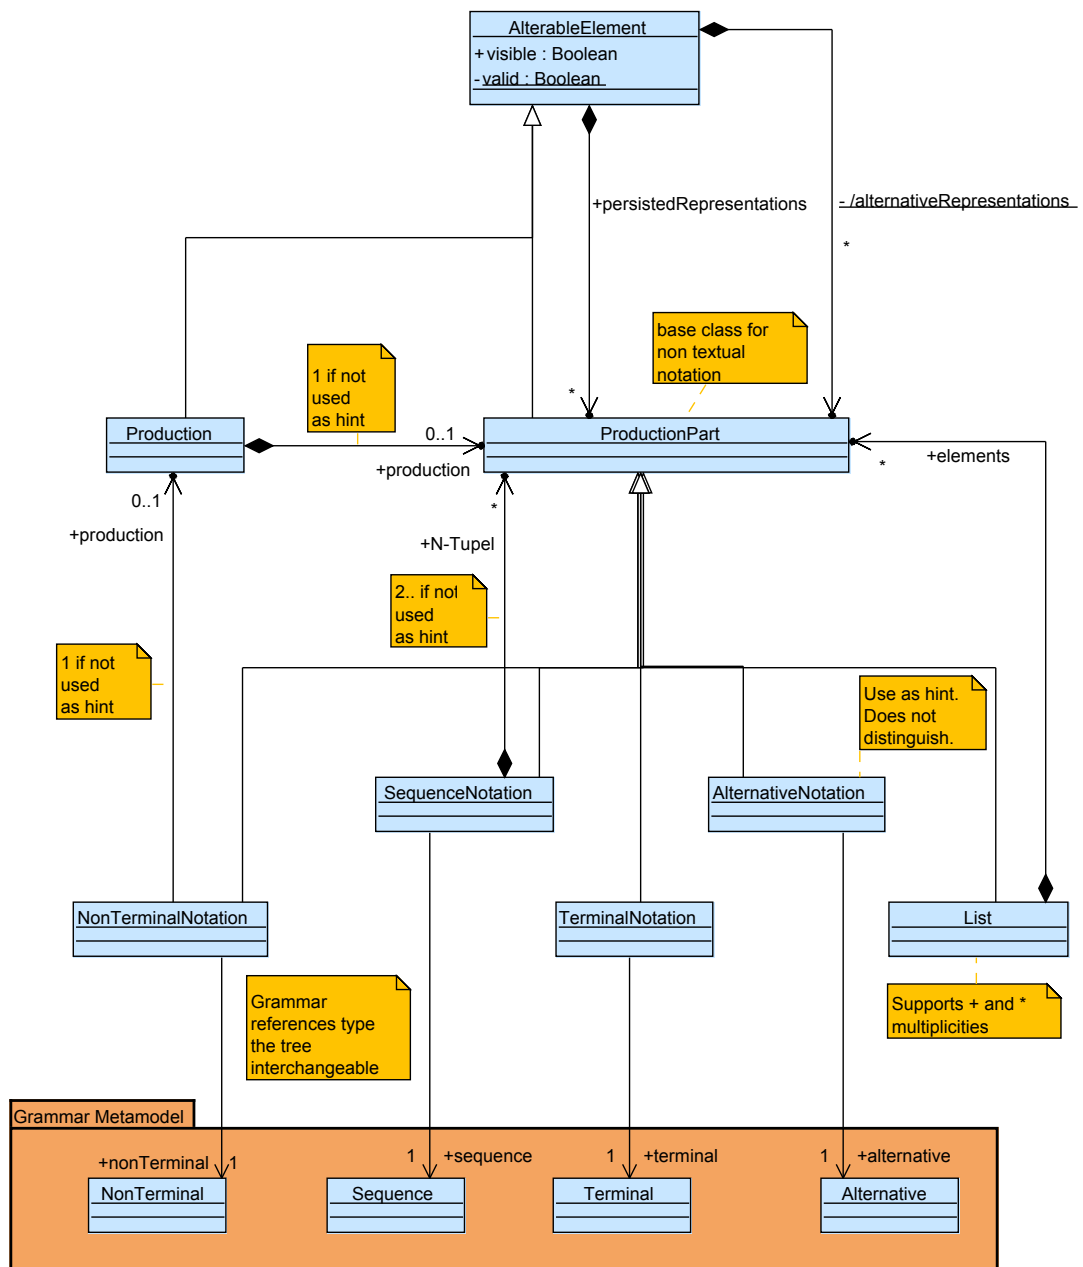 AlterableElement
+ visible : Boolean
- valid : Boolean
+persistedRepresentations
- /alternativeRepresentations
*
base class for
non textual
notation
1 if not
used
as hint
*
Production
0..1
ProductionPart
+production
*
+elements
0..1
*
+production
+N-Tupel
2.. if not
used
as hint
1 if not
used
as hint
Use as hint.
Does not
distinguish.
SequenceNotation
AlternativeNotation
NonTerminalNotation
TerminalNotation
List
Grammar
references type
the tree
interchangeable
Supports + and *
multiplicities
Grammar Metamodel
+nonTerminal 1
1 +sequence
1 +terminal
1 +alternative
NonTerminal
Sequence
Terminal
Alternative